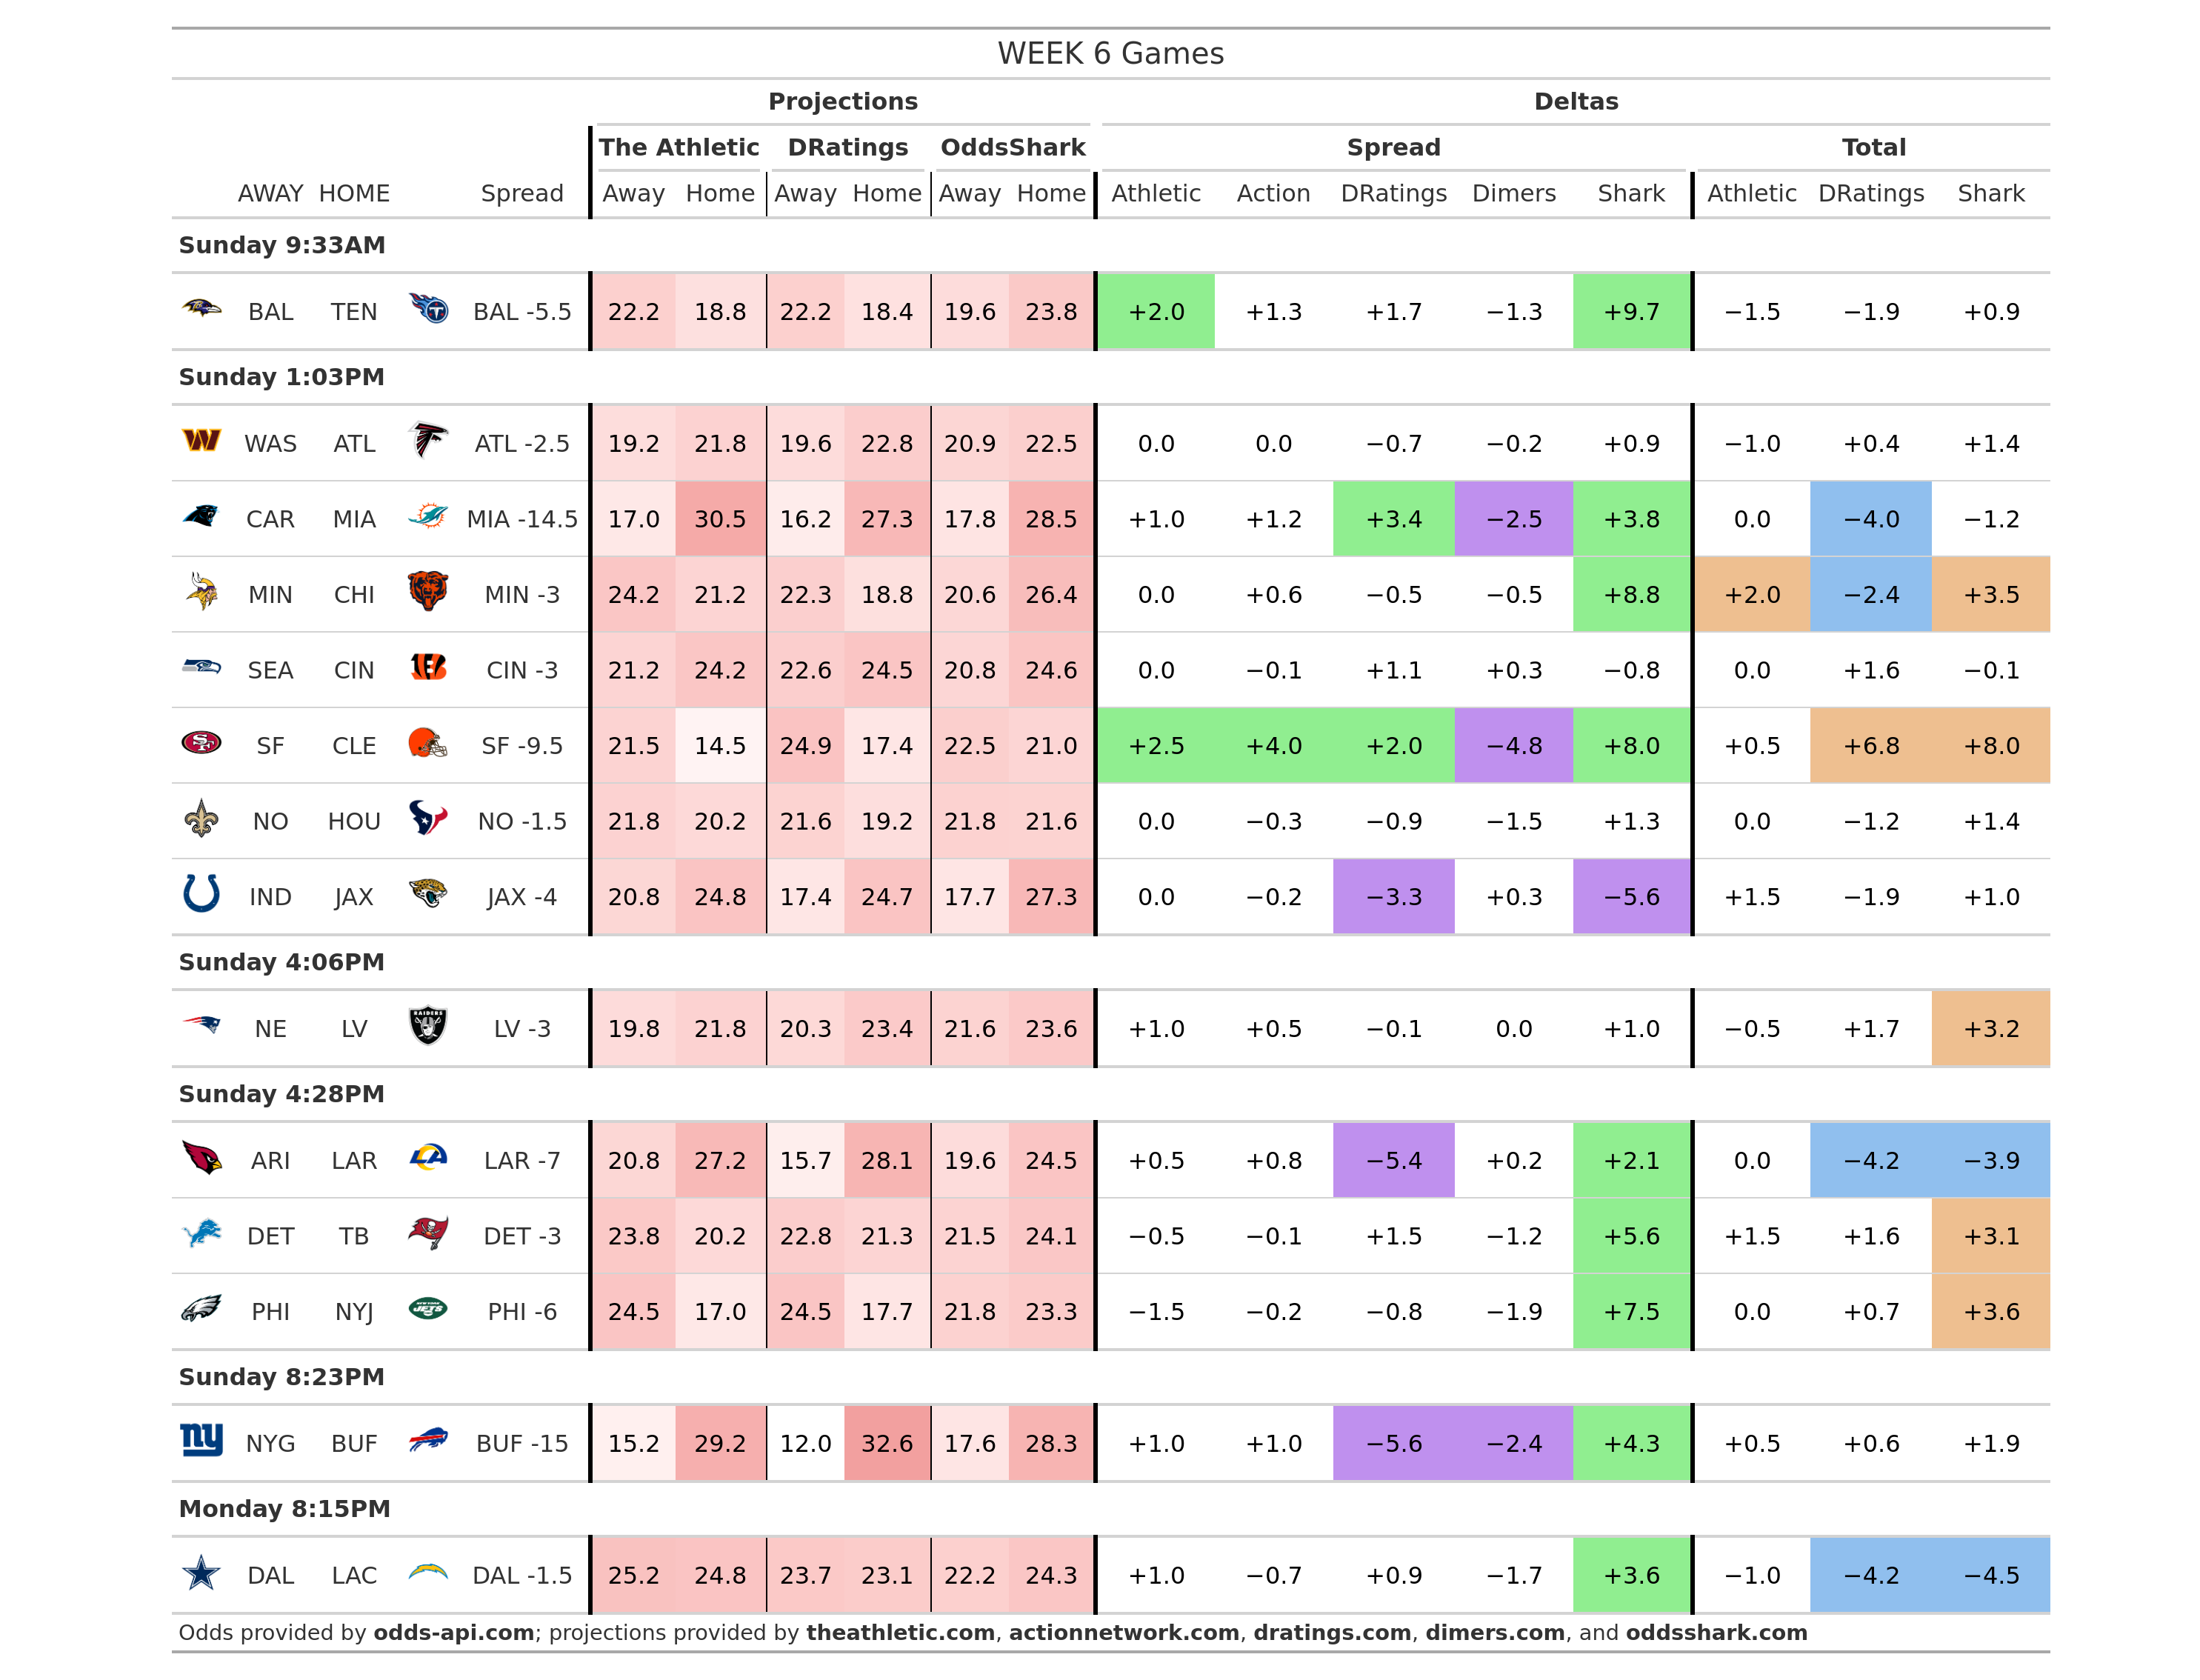 WEEK 6 Games
Projections Deltas
The Athletic DRatings OddsShark Spread Total
AWAY HOME Spread Away Home Away Home Away Home Athletic Action DRatings Dimers Shark Athletic DRatings Shark
Sunday 9:33AM
BAL TEN BAL -5.5 22.2 18.8 22.2 18.4 19.6 23.8 +2.0 +1.3 +1.7 −1.3 +9.7 −1.5 −1.9 +0.9
Sunday 1:03PM
WAS ATL ATL -2.5 19.2 21.8 19.6 22.8 20.9 22.5 0.0 0.0 −0.7 −0.2 +0.9 −1.0 +0.4 +1.4
CAR MIA MIA -14.5 17.0 30.5 16.2 27.3 17.8 28.5 +1.0 +1.2 +3.4 −2.5 +3.8 0.0 −4.0 −1.2
MIN CHI MIN -3 24.2 21.2 22.3 18.8 20.6 26.4 0.0 +0.6 −0.5 −0.5 +8.8 +2.0 −2.4 +3.5
SEA CIN CIN -3 21.2 24.2 22.6 24.5 20.8 24.6 0.0 −0.1 +1.1 +0.3 −0.8 0.0 +1.6 −0.1
SF CLE SF -9.5 21.5 14.5 24.9 17.4 22.5 21.0 +2.5 +4.0 +2.0 −4.8 +8.0 +0.5 +6.8 +8.0
NO HOU NO -1.5 21.8 20.2 21.6 19.2 21.8 21.6 0.0 −0.3 −0.9 −1.5 +1.3 0.0 −1.2 +1.4
IND JAX JAX -4 20.8 24.8 17.4 24.7 17.7 27.3 0.0 −0.2 −3.3 +0.3 −5.6 +1.5 −1.9 +1.0
Sunday 4:06PM
NE LV RAIDERS LV -3 19.8 21.8 20.3 23.4 21.6 23.6 +1.0 +0.5 −0.1 0.0 +1.0 −0.5 +1.7 +3.2
Sunday 4:28PM
ARI LAR LAR -7 20.8 27.2 15.7 28.1 19.6 24.5 +0.5 +0.8 −5.4 +0.2 +2.1 0.0 −4.2 −3.9
DET TB DET -3 23.8 20.2 22.8 21.3 21.5 24.1 −0.5 −0.1 +1.5 −1.2 +5.6 +1.5 +1.6 +3.1
PHI NYJ JETS PHI -6 24.5 17.0 24.5 17.7 21.8 23.3 −1.5 −0.2 −0.8 −1.9 +7.5 0.0 +0.7 +3.6
Sunday 8:23PM
ny NYG BUF BUF -15 15.2 29.2 12.0 32.6 17.6 28.3 +1.0 +1.0 −5.6 −2.4 +4.3 +0.5 +0.6 +1.9
Monday 8:15PM
DAL LAC DAL -1.5 25.2 24.8 23.7 23.1 22.2 24.3 +1.0 −0.7 +0.9 −1.7 +3.6 −1.0 −4.2 −4.5
Odds provided by odds-api.com; projections provided by theathletic.com, actionnetwork.com, dratings.com, dimers.com, and oddsshark.com